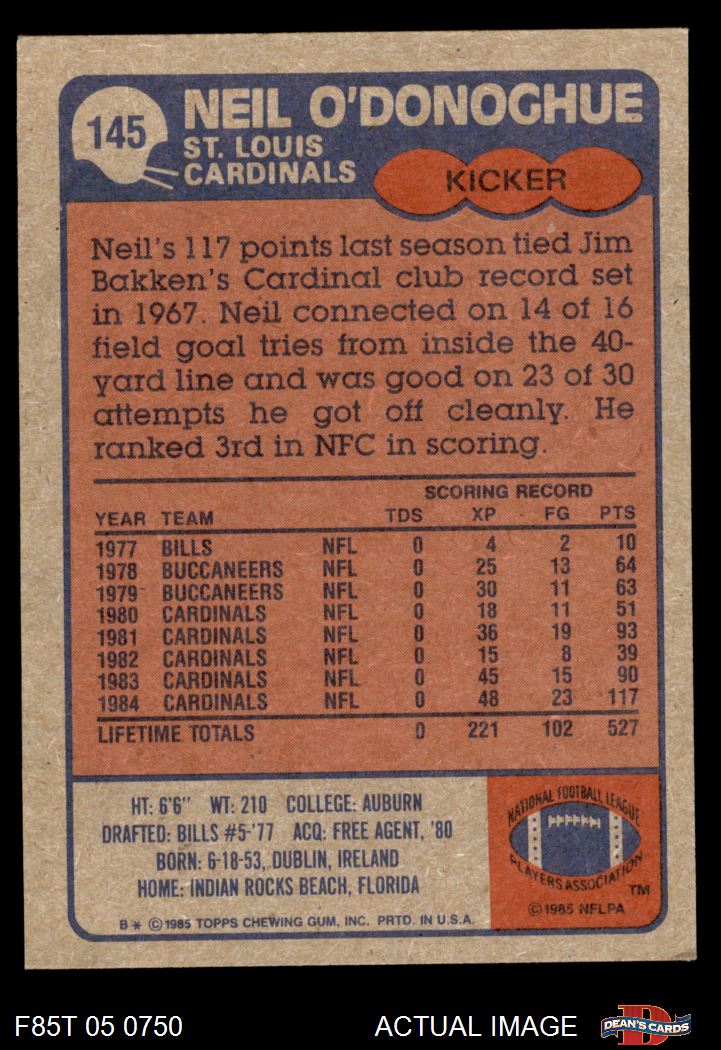 145
NEIL O'DONOGHUE
ST. LOUIS
CARDINALS
KICKER
Neil's 117 points last season tied Jim
Bakken's Cardinal club record set
in 1967. Neil connected on 14 of 16
field goal tries from inside the 40-
yard line and was good on 23 of 30
attempts he got off cleanly. He
ranked 3rd in NFC in scoring.
SCORING RECORD
YEAR TEAM TDS XP FG PTS
1977 BILLS NFL 0 4 2 10
1978 BUCCANEERS NFL 0 25 13 64
1979 BUCCANEERS NFL 0 30 11 63
1980 CARDINALS NFL 0 18 11 51
1981 CARDINALS NFL 0 36 19 93
1982 CARDINALS NFL 0 15 8 39
1983 CARDINALS NFL 0 45 15 90
1984 CARDINALS NFL 0 48 23 117
LIFETIME TOTALS 0 221 102 527
HT: 6'6" WT: 210 COLLEGE: AUBURN
DRAFTED: BILLS #5-'77 ACQ: FREE AGENT, '80
BORN: 6-18-53, DUBLIN, IRELAND
HOME: INDIAN ROCKS BEACH, FLORIDA
B * © 1985 TOPPS CHEWING GUM, INC. PRTD. IN U.S.A.
NATIONAL FOOTBALL LEAGUE
PLAYERS ASSOCIATION
TM
© 1985 NFLPA
F85T 05 0750
ACTUAL IMAGE
D
DEAN'S CARDS